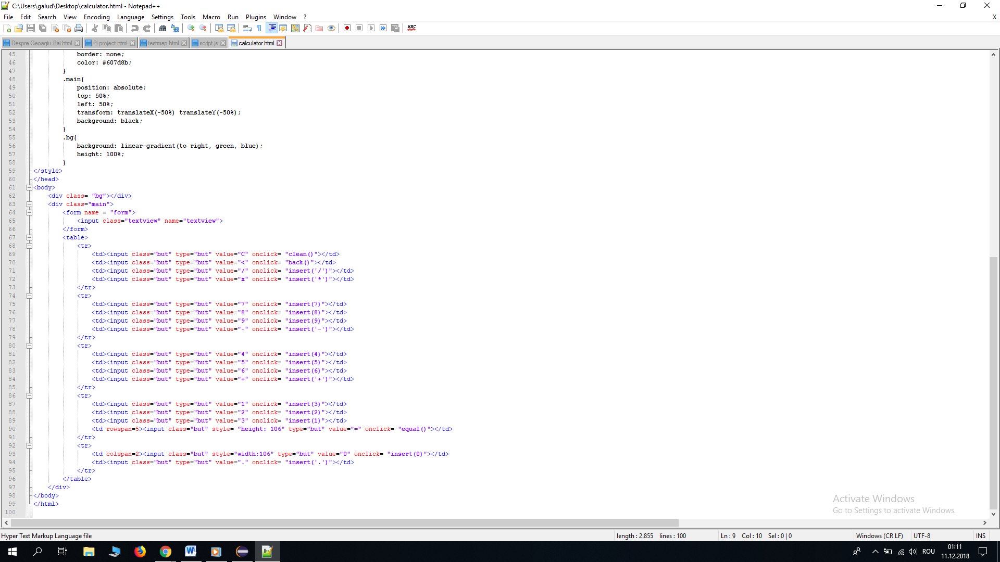 C:\Users\galud\Desktop\calculator.html - Notepad++
File Edit Search View Encoding Language Settings Tools Macro Run Plugins Window ? X
ABC
Despre Geoagiu Bai.html Pi project.html testmap.html script.js calculator.html
45 border: none;
46 color: #607d8b;
47 }
48 .main{
49 position: absolute;
50 top: 50%;
51 left: 50%;
52 transform: translateX(-50%) translateY(-50%);
53 background: black;
54 }
55 .bg{
56 background: linear-gradient(to right, green, blue);
57 height: 100%;
58 }
59 </style>
60 </head>
61 <body>
62 <div class= "bg"></div>
63 <div class="main">
64 <form name = "form">
65 <input class="textview" name="textview">
66 </form>
67 <table>
68 <tr>
69 <td><input class="but" type="but" value="C" onclick= "clean()"></td>
70 <td><input class="but" type="but" value="<" onclick= "back()"></td>
71 <td><input class="but" type="but" value="/" onclick= "insert('/')"></td>
72 <td><input class="but" type="but" value="x" onclick= "insert('*')"></td>
73 </tr>
74 <tr>
75 <td><input class="but" type="but" value="7" onclick= "insert(7)"></td>
76 <td><input class="but" type="but" value="8" onclick= "insert(8)"></td>
77 <td><input class="but" type="but" value="9" onclick= "insert(9)"></td>
78 <td><input class="but" type="but" value="-" onclick= "insert('-')"></td>
79 </tr>
80 <tr>
81 <td><input class="but" type="but" value="4" onclick= "insert(4)"></td>
82 <td><input class="but" type="but" value="5" onclick= "insert(5)"></td>
83 <td><input class="but" type="but" value="6" onclick= "insert(6)"></td>
84 <td><input class="but" type="but" value="+" onclick= "insert('+')"></td>
85 </tr>
86 <tr>
87 <td><input class="but" type="but" value="1" onclick= "insert(3)"></td>
88 <td><input class="but" type="but" value="2" onclick= "insert(2)"></td>
89 <td><input class="but" type="but" value="3" onclick= "insert(1)"></td>
90 <td rowspan=5><input class="but" style= "height: 106" type="but" value="=" onclick= "equal()"></td>
91 </tr>
92 <tr>
93 <td colspan=2><input class="but" style="width:106" type="but" value="0" onclick= "insert(0)"></td>
94 <td><input class="but" type="but" value="." onclick= "insert('.')"></td>
95 </tr>
96 </table>
97 </div>
98 </body>
99 </html>
100
Activate Windows
Go to Settings to activate Windows.
Hyper Text Markup Language file length : 2.855 lines : 100 Ln : 9 Col : 10 Sel : 0 | 0 Windows (CR LF) UTF-8 INS
ROU 01:11
11.12.2018